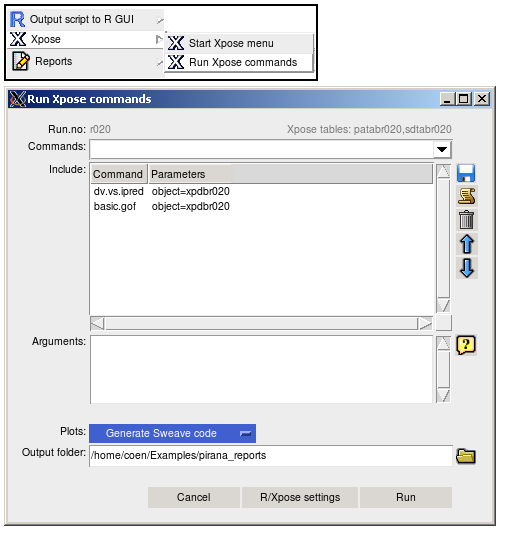 Output script to R GUI
Xpose
Start Xpose menu
Reports
Run Xpose commands
Run Xpose commands
Run.no: r020 Xpose tables: patabr020,sdtabr020
Commands:
Include: Command Parameters
dv.vs.ipred object=xpdbr020
basic.gof object=xpdbr020
Arguments:
Plots: Generate Sweave code
Output folder: /home/coen/Examples/pirana_reports
Cancel R/Xpose settings Run